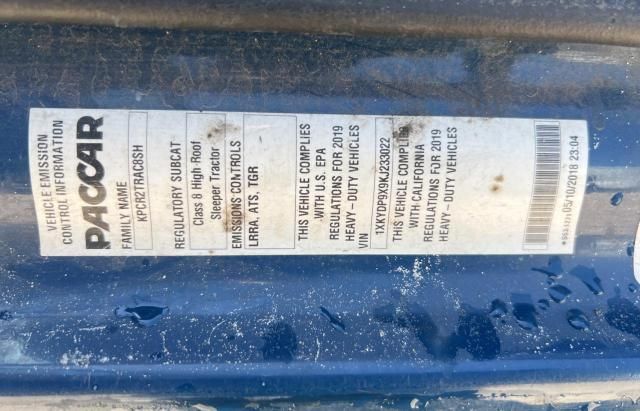 VEHICLE EMISSION
CONTROL INFORMATION
PACCAR
FAMILY NAME
KPCR2TRAC8SH
REGULATORY SUBCAT
Class 8 High-Roof
Sleeper Tractor
EMISSIONS CONTROLS
LRRA, ATS, TGR
THIS VEHICLE COMPLIES
WITH U.S. EPA
REGULATIONS FOR 2019
HEAVY-DUTY VEHICLES
VIN
1XKYDP9X9KJ233022
THIS VEHICLE COMPLIES
WITH CALIFORNIA
REGULATIONS FOR 2019
HEAVY-DUTY VEHICLES
05/10/2018 23:04